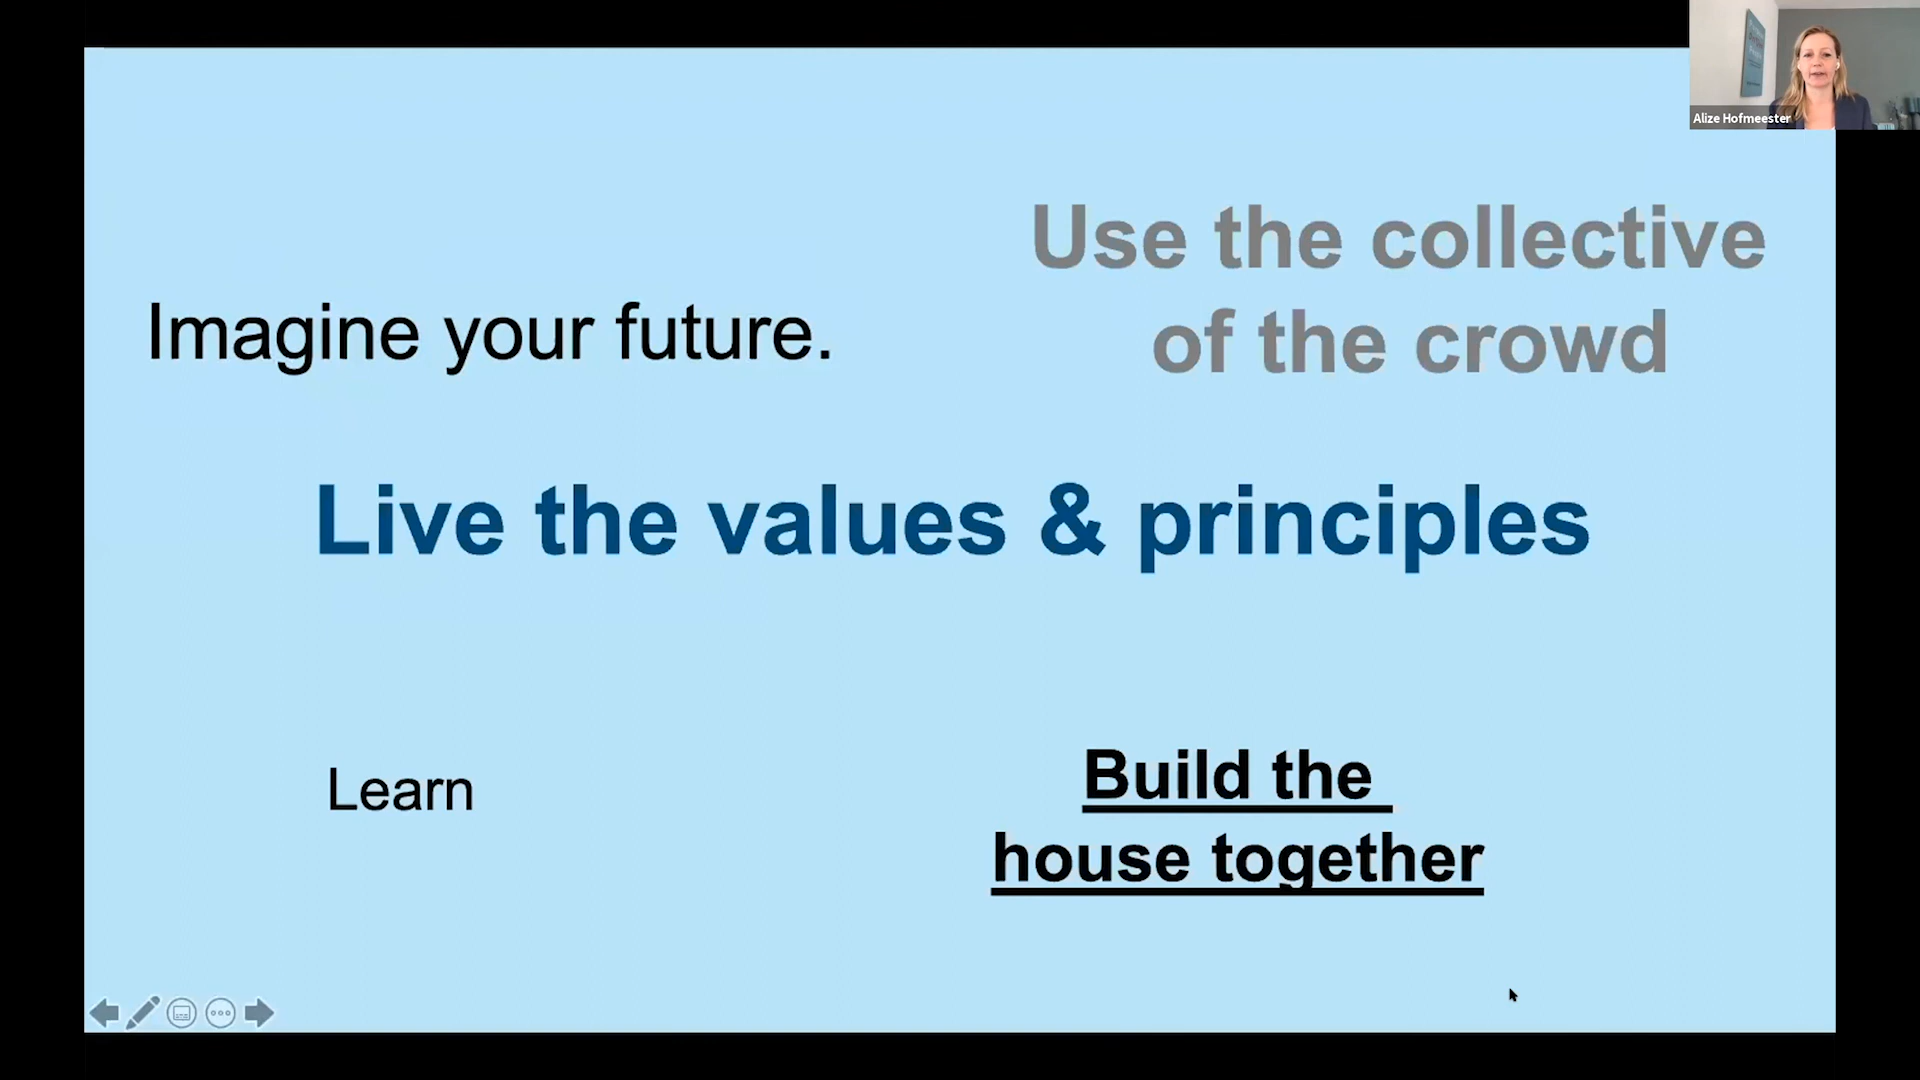 Alize Hofmeester
Use the collective
of the crowd
Imagine your future.
Live the values & principles
Learn
Build the
house together